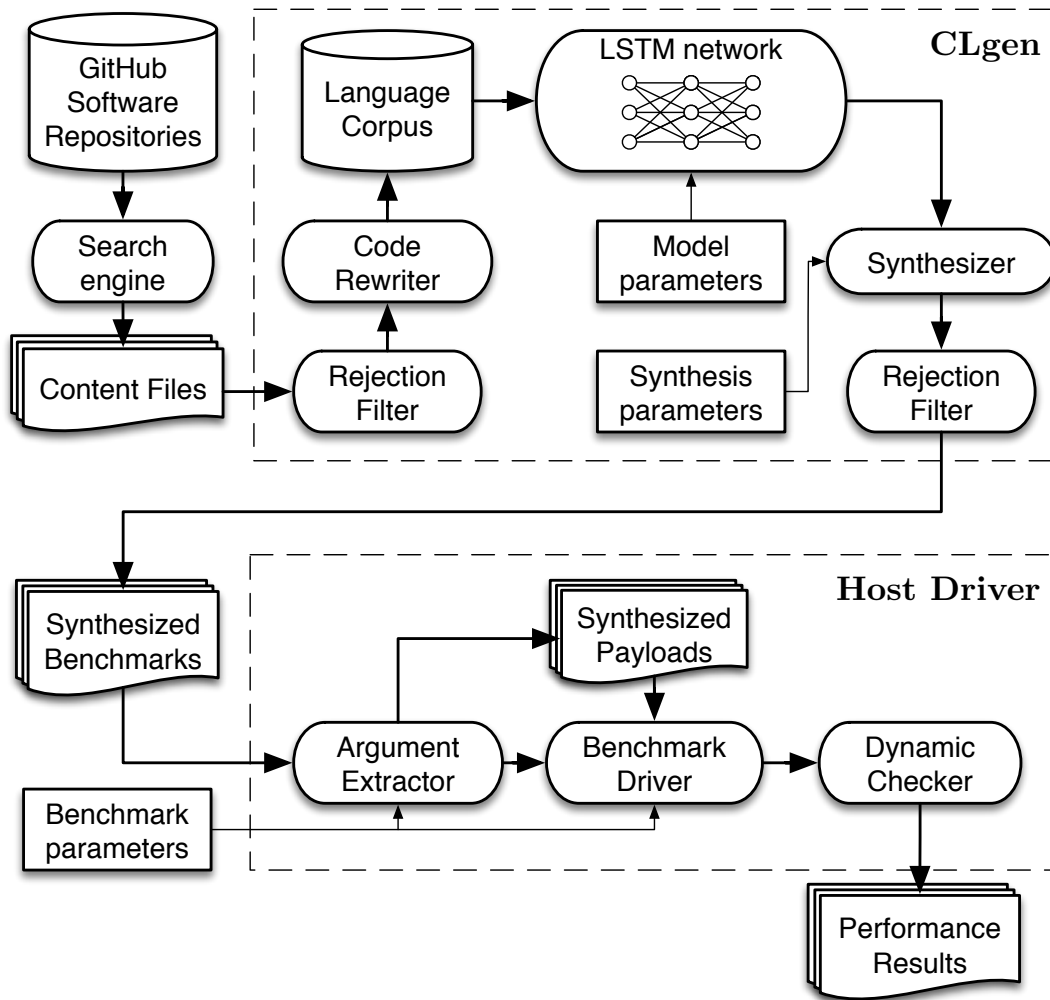 GitHub
Software
Repositories
Search
engine
Content Files
CLgen
Language
Corpus
LSTM network
Code
Rewriter
Model
parameters
Synthesizer
Rejection
Filter
Synthesis
parameters
Rejection
Filter
Host Driver
Synthesized
Benchmarks
Synthesized
Payloads
Argument
Extractor
Benchmark
Driver
Dynamic
Checker
Benchmark
parameters
Performance
Results